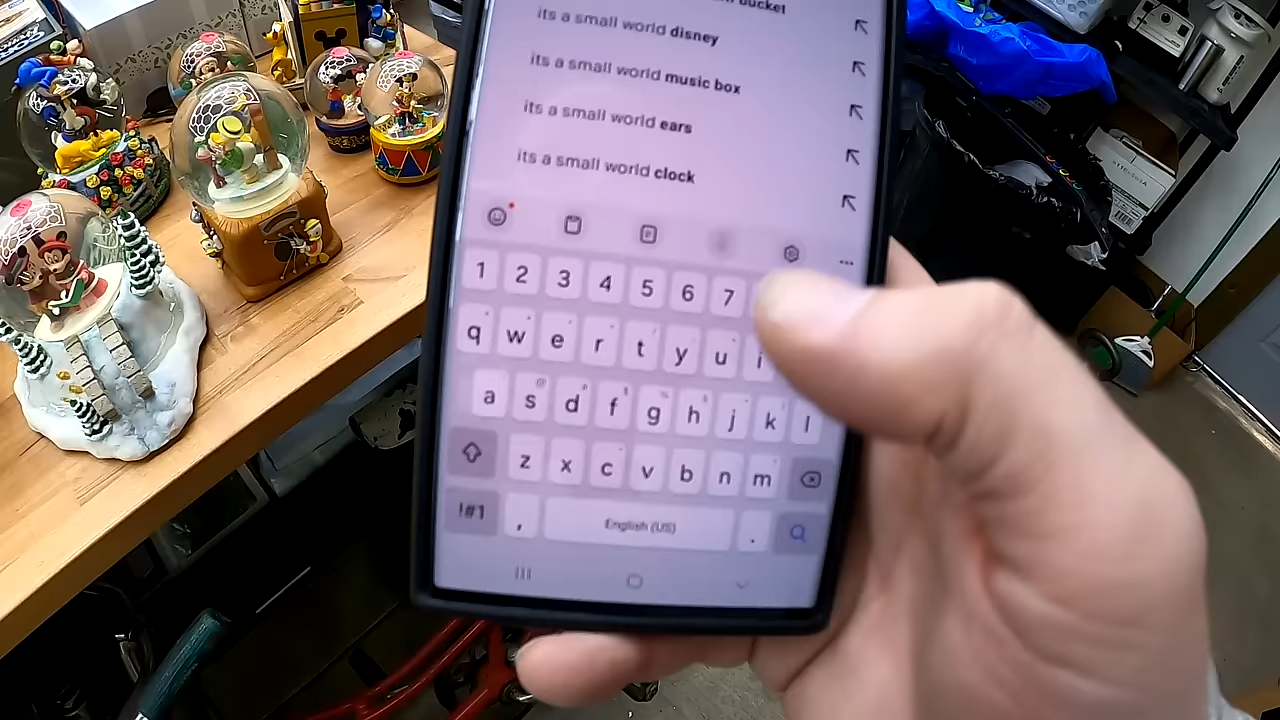 bucket
its a small world disney
its a small world music box
its a small world ears
its a small world clock
1 2 3 4 5 6 7
q w e r t y u i
a s d f g h j k l
z x c v b n m
!#1 , English (US) .